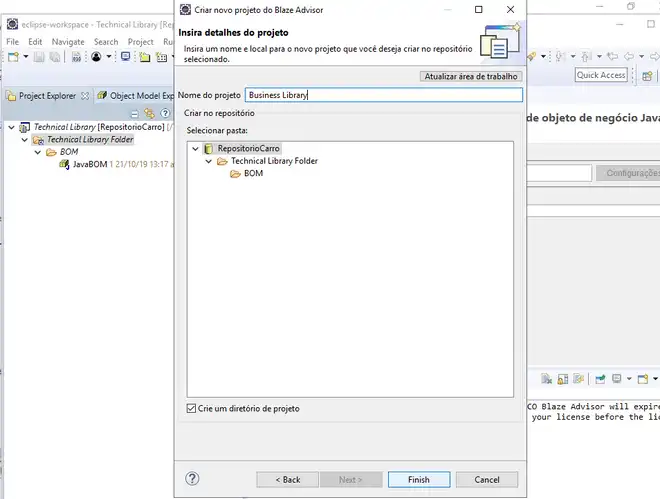 eclipse-workspace - Technical Library [Re
File Edit Navigate Search Project Ru
Project Explorer
Object Model Exp
Technical Library [RepositorioCarro] [/
Technical Library Folder
BOM
JavaBOM 1 21/10/19 13:17 a
Criar novo projeto do Blaze Advisor
Insira detalhes do projeto
Insira um nome e local para o novo projeto que você deseja criar no repositório
selecionado.
Atualizar área de trabalho
Nome do projeto Business Library
Criar no repositório
Selecionar pasta:
RepositorioCarro
Technical Library Folder
BOM
Crie um diretório de projeto
< Back
Next >
Finish
Cancel
Quick Access
de objeto de negócio Java
Configurações
CO Blaze Advisor will expire
your license before the lic